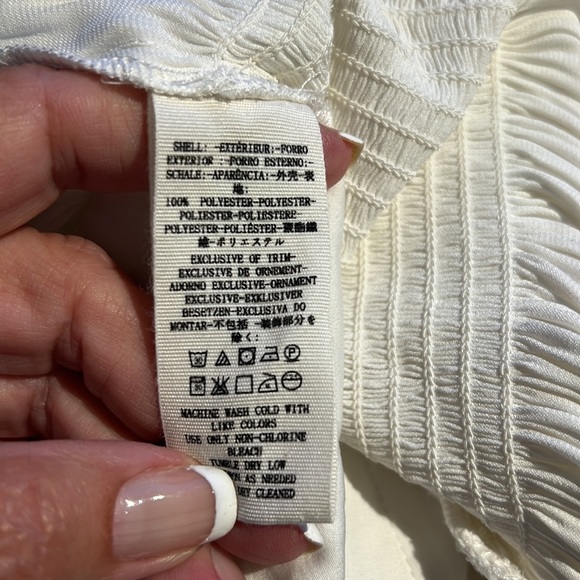 SHELL: -EXTÉRIEUR:-FORRO
EXTERIOR :-FORRO ESTERNO:-
SCHALE:-APARÊNCIA:-外壳-表
地:
100% POLYESTER-POLYESTER-
POLIESTER-POLIESTERE-
POLYESTER-POLIÉSTER-聚酯纖
維-ポリエステル
EXCLUSIVE OF TRIM-
EXCLUSIVE DE ORNEMENT-
ADORNO EXCLUSIVE-ORNAMENT
EXCLUSIVE-EXKLUSIVER
BESETZEN-EXCLUSIVA DO
MONTAR-不包括 -装飾部分を
除く:
MACHINE WASH COLD WITH
LIKE COLORS
USE ONLY NON-CHLORINE
BLEACH
TUMBLE DRY LOW
AS NEEDED
CLEANED